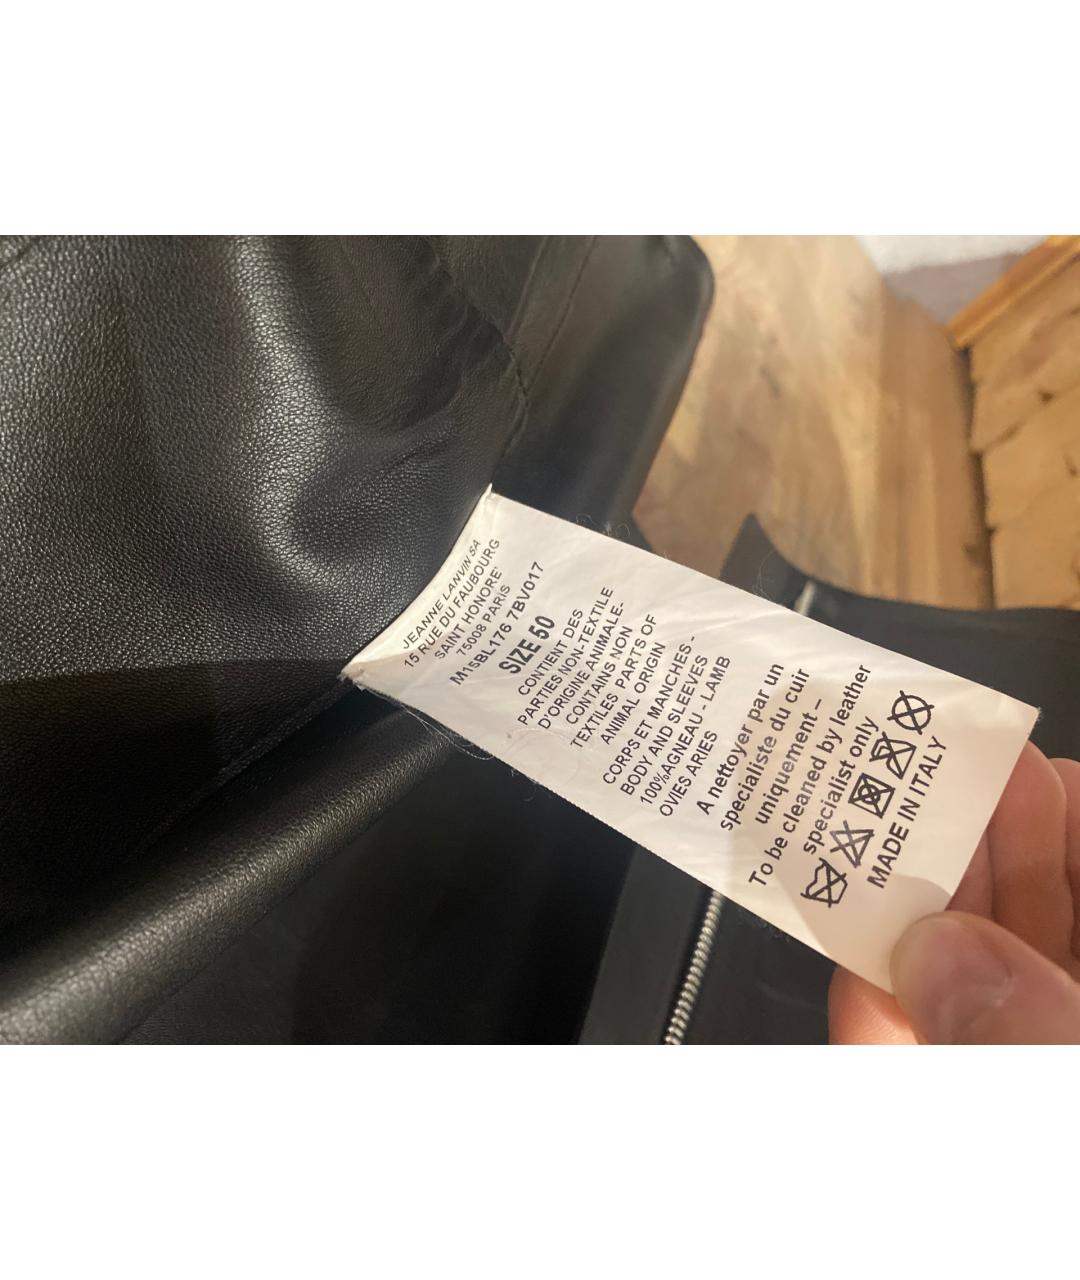 JEANNE LANVIN SA
15 RUE DU FAUBOURG
SAINT HONORE'
75008 PARIS
M15BL176 7BV017
SIZE 50
CONTIENT DES
PARTIES NON-TEXTILE
D'ORIGINE ANIMALE-
CONTAINS NON
TEXTILES PARTS OF
ANIMAL ORIGIN
CORPS ET MANCHES -
BODY AND SLEEVES
100%AGNEAU - LAMB
OVIES ARIES
A nettoyer par un
specialiste du cuir
uniquement –
To be cleaned by leather
specialist only
MADE IN ITALY